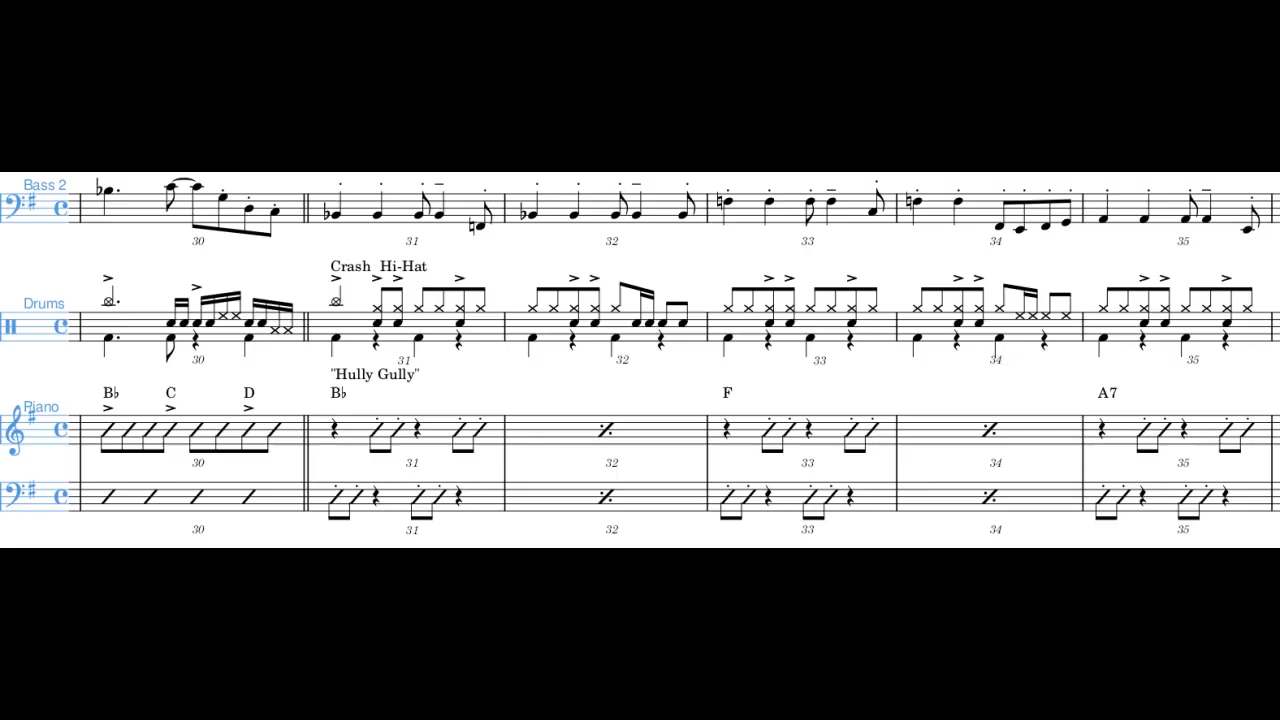 Bass 2
30 31 32 33 34 35
Crash Hi-Hat
Drums
30 31 32 33 34 35
"Hully Gully"
B♭ C D B♭ F A7
Piano
30 31 32 33 34 35
30 31 32 33 34 35